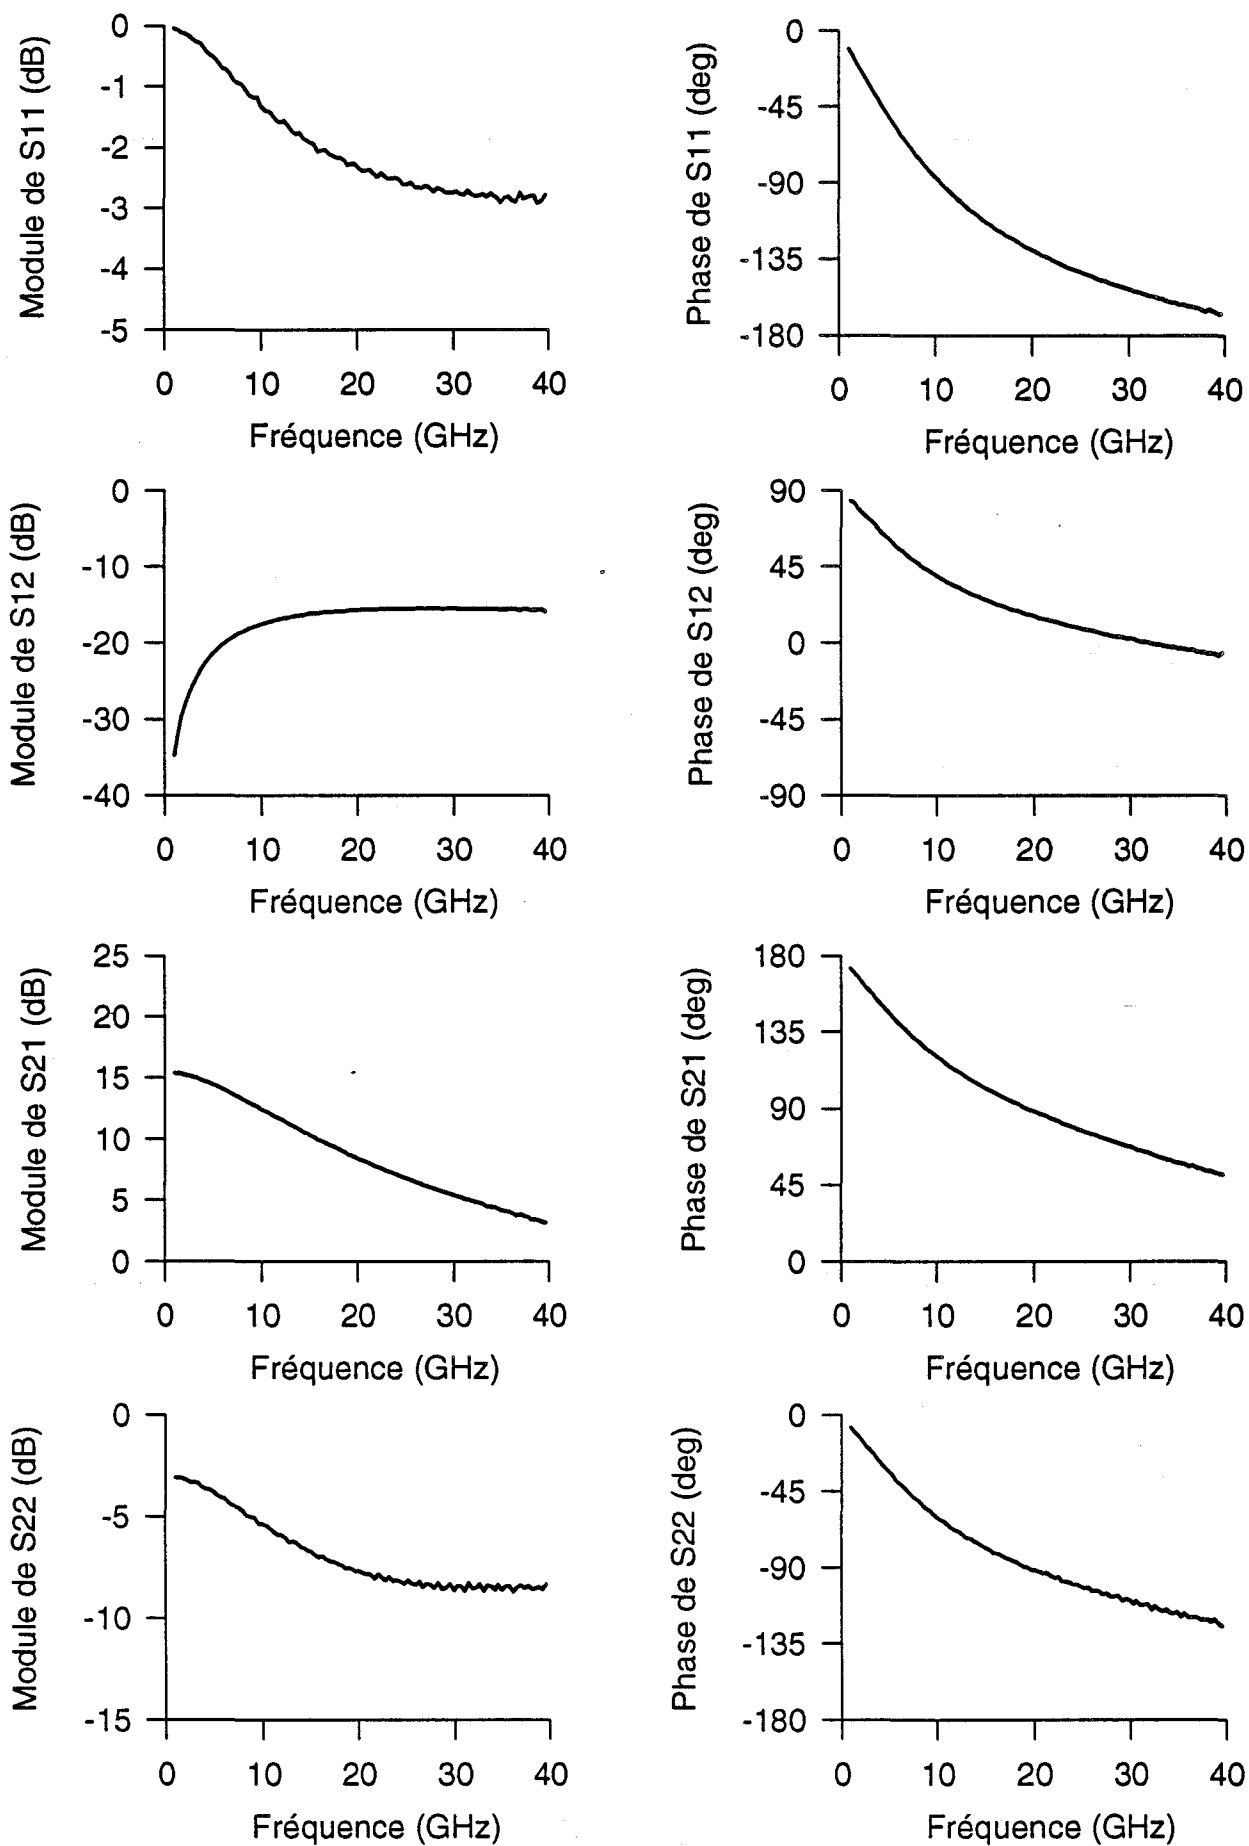 Module de S11 (dB)
0
-1
-2
-3
-4
-5
0 10 20 30 40
Fréquence (GHz)
Phase de S11 (deg)
0
-45
-90
-135
-180
0 10 20 30 40
Fréquence (GHz)
Module de S12 (dB)
0
-10
-20
-30
-40
0 10 20 30 40
Fréquence (GHz)
Phase de S12 (deg)
90
45
0
-45
-90
0 10 20 30 40
Fréquence (GHz)
Module de S21 (dB)
25
20
15
10
5
0
0 10 20 30 40
Fréquence (GHz)
Phase de S21 (deg)
180
135
90
45
0
0 10 20 30 40
Fréquence (GHz)
Module de S22 (dB)
0
-5
-10
-15
0 10 20 30 40
Fréquence (GHz)
Phase de S22 (deg)
0
-45
-90
-135
-180
0 10 20 30 40
Fréquence (GHz)